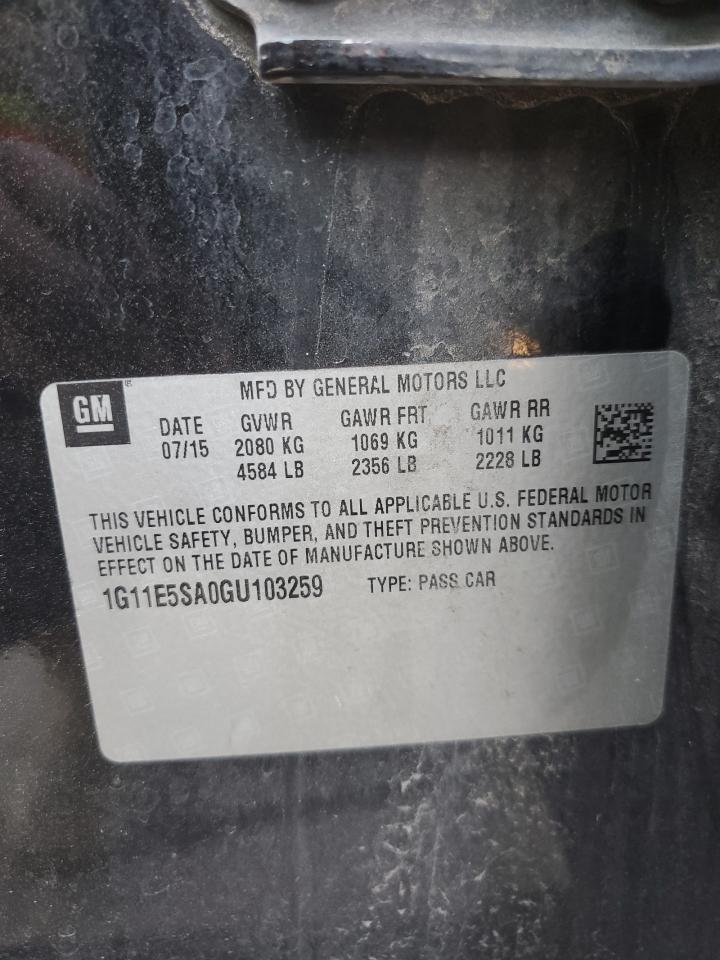 GM
MFD BY GENERAL MOTORS LLC
DATE GVWR GAWR FRT GAWR RR
07/15 2080 KG 1069 KG 1011 KG
4584 LB 2356 LB 2228 LB
THIS VEHICLE CONFORMS TO ALL APPLICABLE U.S. FEDERAL MOTOR
VEHICLE SAFETY, BUMPER, AND THEFT PREVENTION STANDARDS IN
EFFECT ON THE DATE OF MANUFACTURE SHOWN ABOVE.
1G11E5SA0GU103259 TYPE: PASS CAR